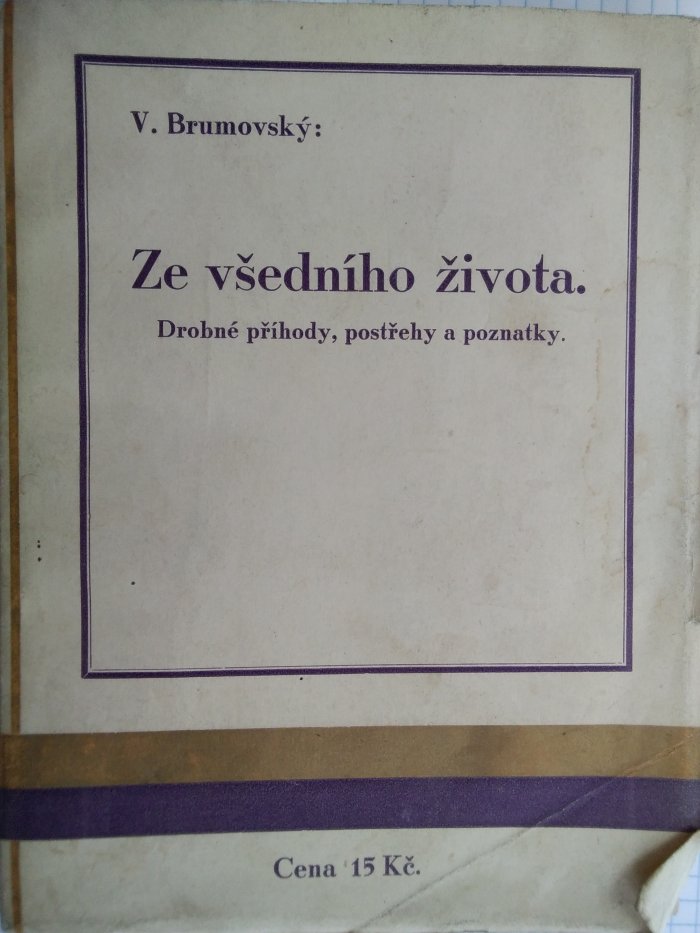 V. Brumovský:
Ze všedního života.
Drobné příhody, postřehy a poznatky.
Cena 15 Kč.